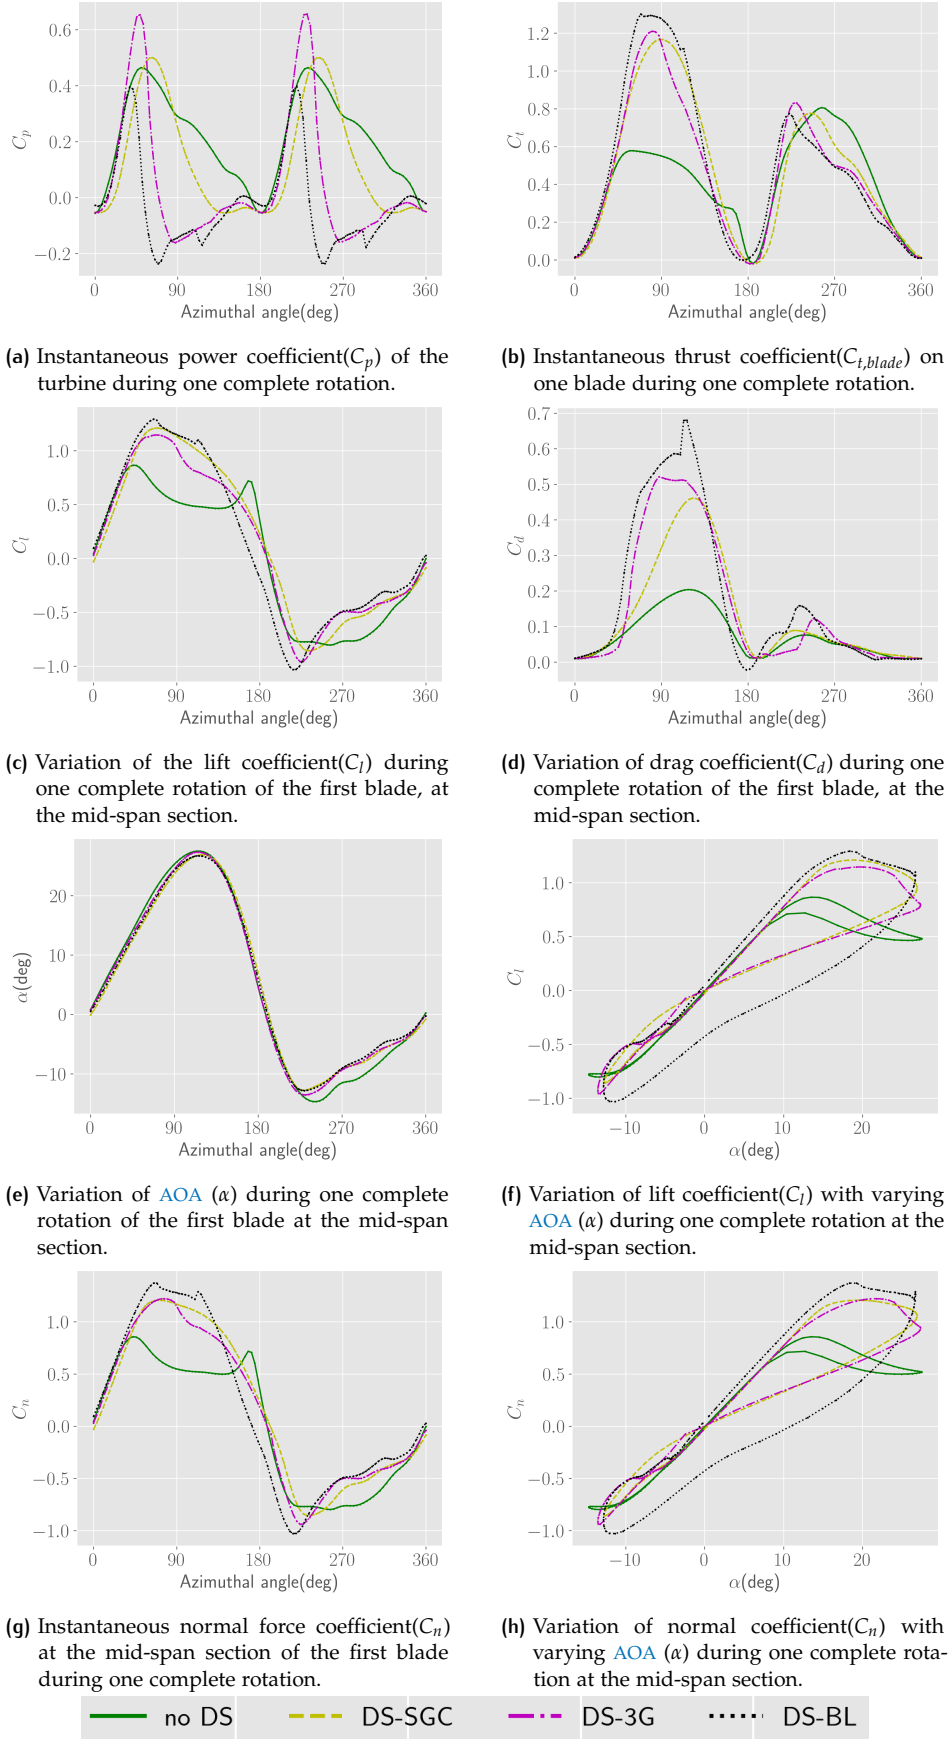 0.6
0.4
0.2
0.0
−0.2
C_p
0 90 180 270 360
Azimuthal angle(deg)
1.2
1.0
0.8
0.6
0.4
0.2
0.0
C_t
0 90 180 270 360
Azimuthal angle(deg)
(a) Instantaneous power coefficient(C_p) of the
turbine during one complete rotation.
(b) Instantaneous thrust coefficient(C_{t,blade}) on
one blade during one complete rotation.
1.0
0.5
0.0
−0.5
−1.0
C_l
0 90 180 270 360
Azimuthal angle(deg)
0.7
0.6
0.5
0.4
0.3
0.2
0.1
0.0
C_d
0 90 180 270 360
Azimuthal angle(deg)
(c) Variation of the lift coefficient(C_l) during
one complete rotation of the first blade, at
the mid-span section.
(d) Variation of drag coefficient(C_d) during one
complete rotation of the first blade, at the
mid-span section.
20
10
0
−10
α(deg)
0 90 180 270 360
Azimuthal angle(deg)
1.0
0.5
0.0
−0.5
−1.0
C_l
−10 0 10 20
α(deg)
(e) Variation of AOA (α) during one complete
rotation of the first blade at the mid-span
section.
(f) Variation of lift coefficient(C_l) with varying
AOA (α) during one complete rotation at the
mid-span section.
1.0
0.5
0.0
−0.5
−1.0
C_n
0 90 180 270 360
Azimuthal angle(deg)
1.0
0.5
0.0
−0.5
−1.0
C_n
−10 0 10 20
α(deg)
(g) Instantaneous normal force coefficient(C_n)
at the mid-span section of the first blade
during one complete rotation.
(h) Variation of normal coefficient(C_n) with
varying AOA (α) during one complete rota-
tion at the mid-span section.
no DS DS-SGC DS-3G DS-BL